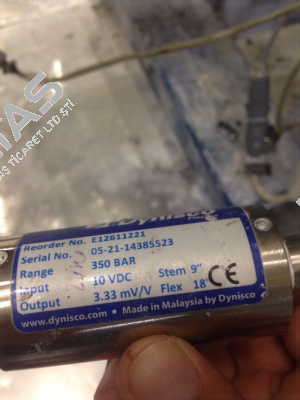 Dynisco
Reorder No. E12611221
Serial No. 05-21-14385523
Range 350 BAR
Input 10 VDC Stem 9"
Output 3.33 mV/V Flex 18" CE
www.dynisco.com • Made in Malaysia by Dynisco